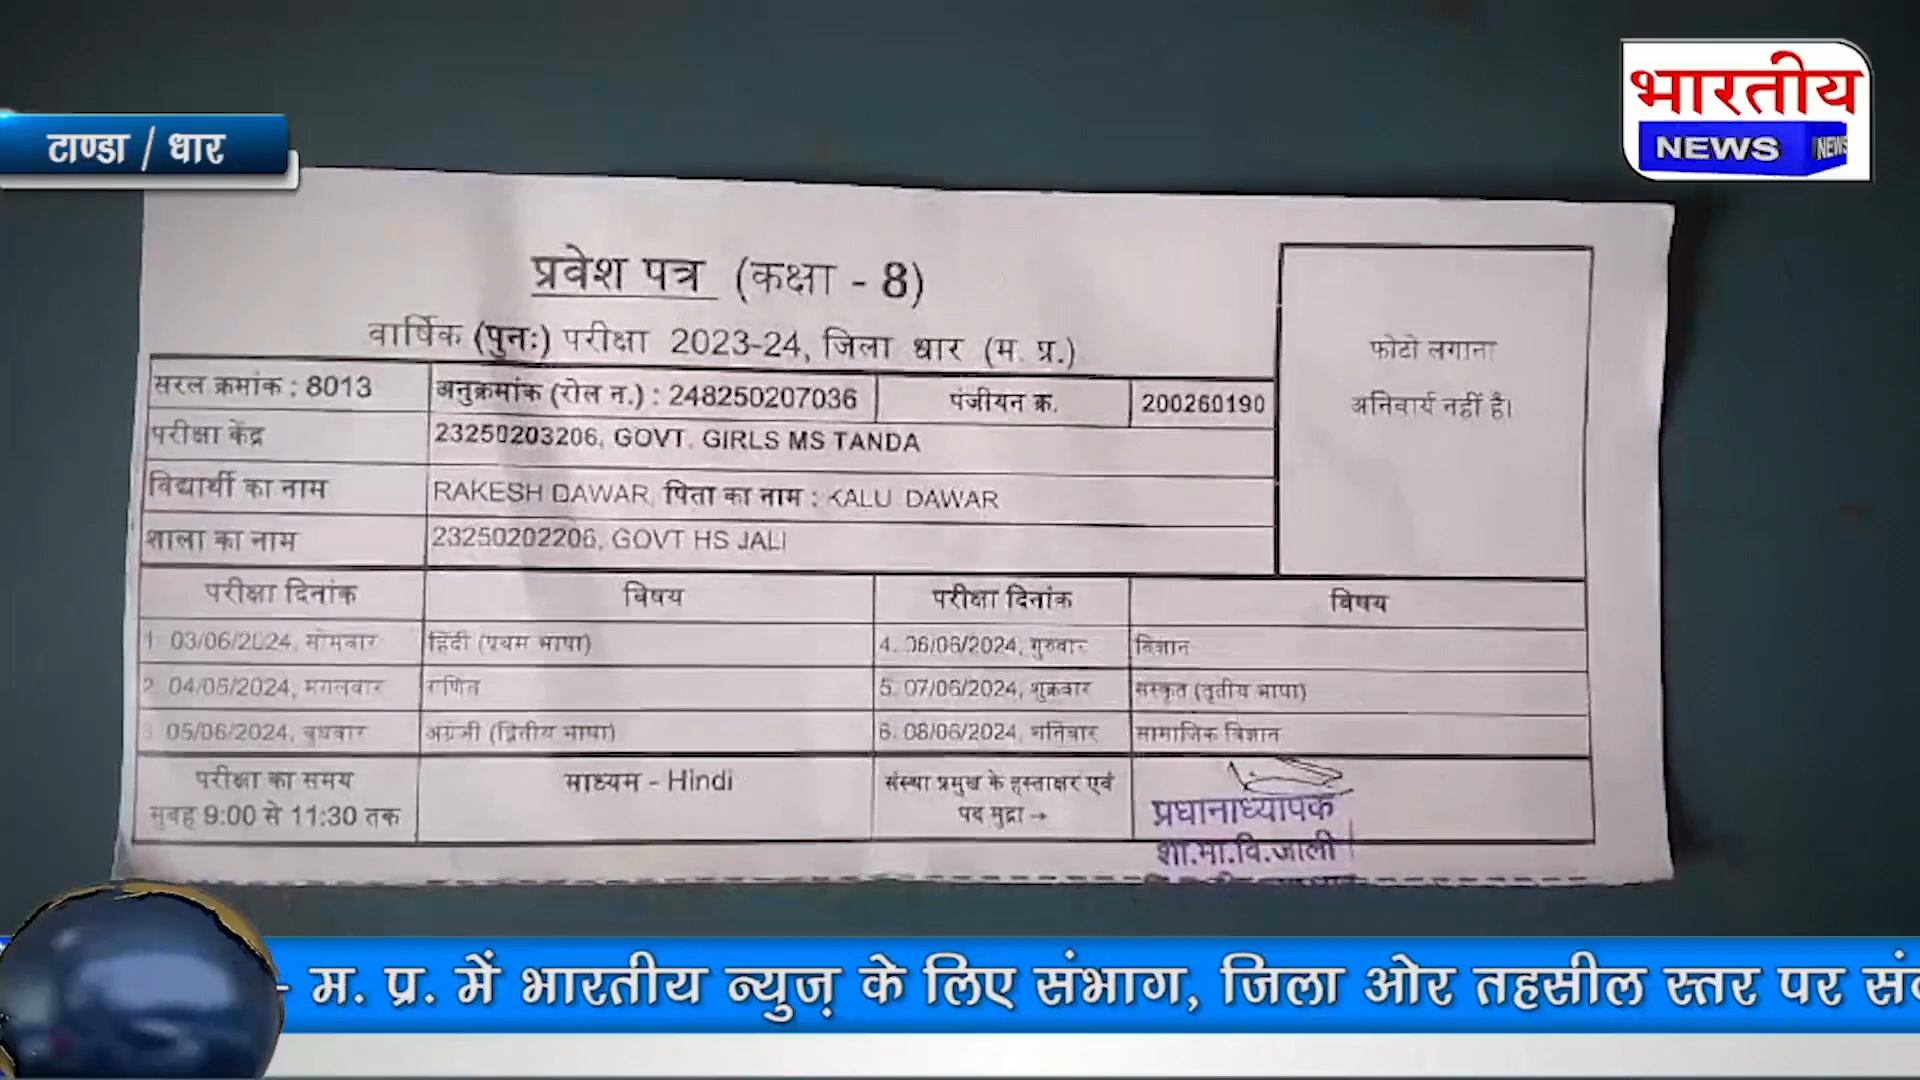 भारतीय
NEWS NEWS
टाण्डा / धार
प्रवेश पत्र (कक्षा - 8)
वार्षिक (पुनः) परीक्षा 2023-24, जिला धार (म. प्र.)
फोटो लगाना
अनिवार्य नहीं है।
सरल क्रमांक : 8013 अनुक्रमांक (रोल न.) : 248250207036 पंजीयन क्र. 200260190
परीक्षा केंद्र 23250203206, GOVT. GIRLS MS TANDA
विद्यार्थी का नाम RAKESH DAWAR, पिता का नाम : KALU DAWAR
शाला का नाम 23250202206, GOVT HS JALI
परीक्षा दिनांक विषय परीक्षा दिनांक विषय
1. 03/06/2024, सोमवार हिंदी (प्रथम भाषा) 4. 06/06/2024, गुरुवार विज्ञान
2. 04/06/2024, मंगलवार गणित 5. 07/06/2024, शुक्रवार संस्कृत (तृतीय भाषा)
3. 05/06/2024, बुधवार अंग्रेजी (द्वितीय भाषा) 6. 08/06/2024, शनिवार सामाजिक विज्ञान
परीक्षा का समय माध्यम - Hindi संस्था प्रमुख के हस्ताक्षर एवं
सुबह 9:00 से 11:30 तक पद मुद्रा →
प्रधानाध्यापक
शा.मा.वि.जाली
- म. प्र. में भारतीय न्युज़ के लिए संभाग, जिला ओर तहसील स्तर पर